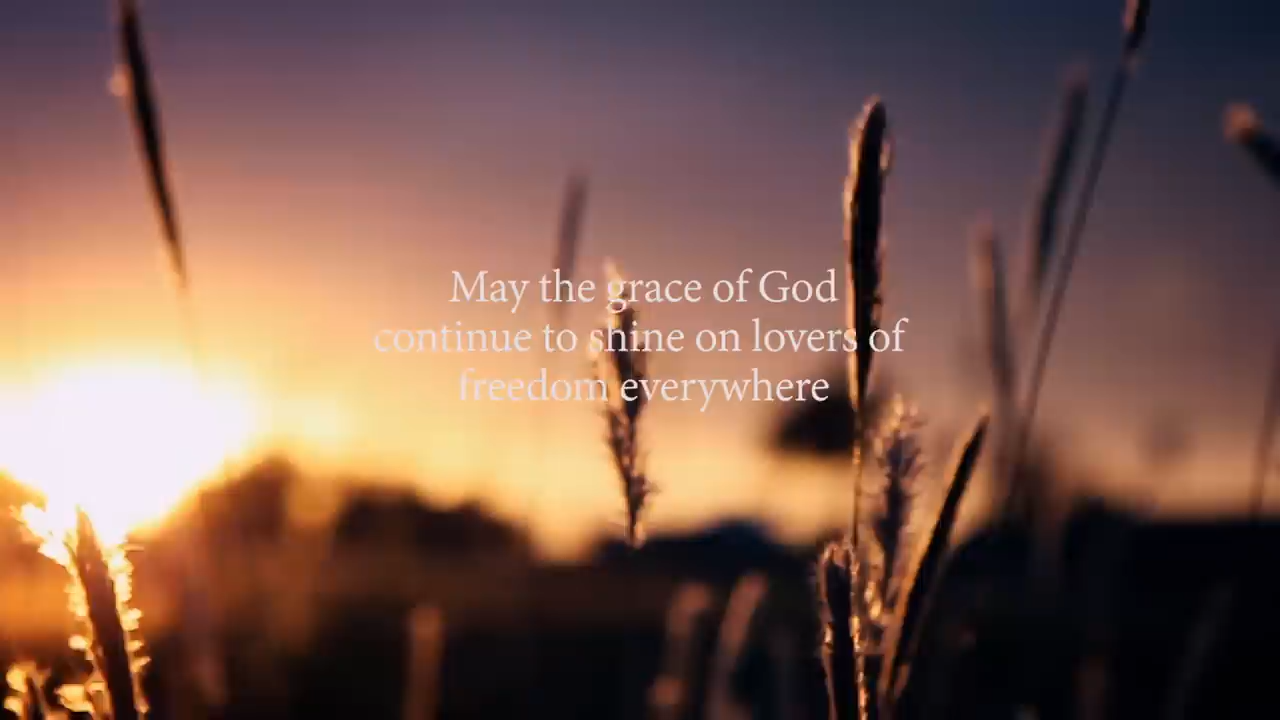 May the grace of God
continue to shine on lovers of
freedom everywhere